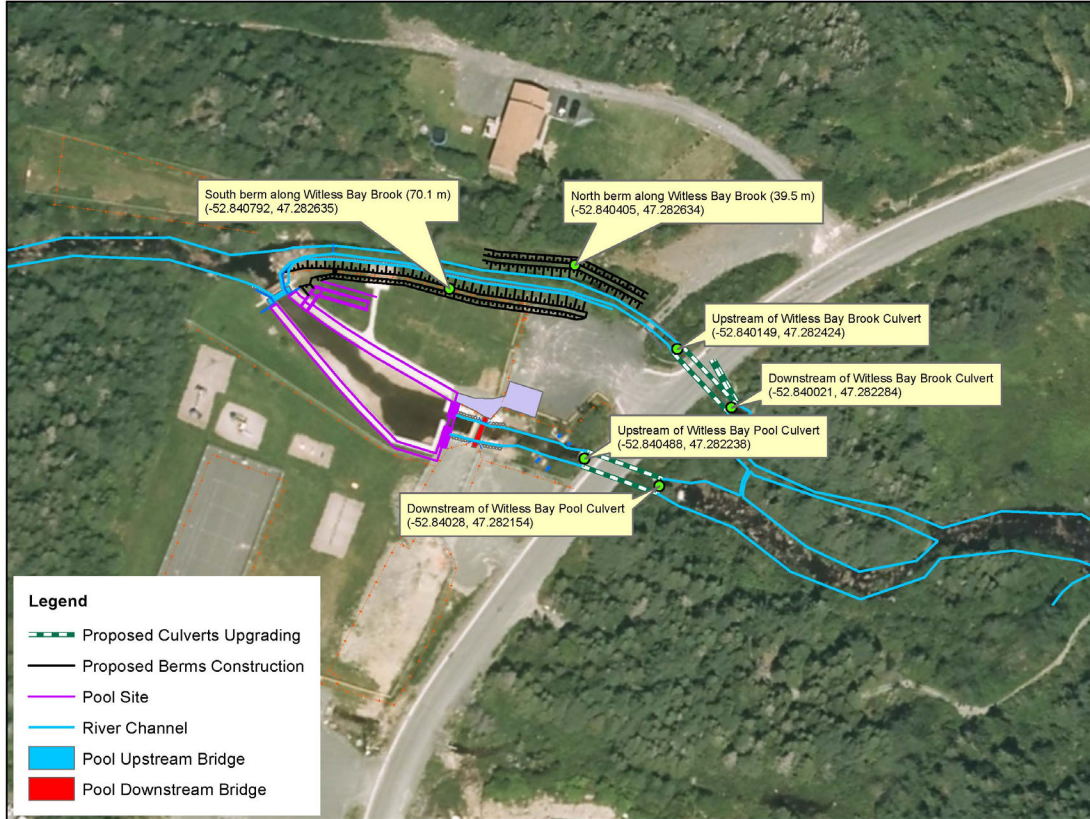 South berm along Witless Bay Brook (70.1 m)
(-52.840792, 47.282635)
North berm along Witless Bay Brook (39.5 m)
(-52.840405, 47.282634)
Upstream of Witless Bay Brook Culvert
(-52.840149, 47.282424)
Downstream of Witless Bay Brook Culvert
(-52.840021, 47.282284)
Upstream of Witless Bay Pool Culvert
(-52.840488, 47.282238)
Downstream of Witless Bay Pool Culvert
(-52.84028, 47.282154)
Legend
Proposed Culverts Upgrading
Proposed Berms Construction
Pool Site
River Channel
Pool Upstream Bridge
Pool Downstream Bridge